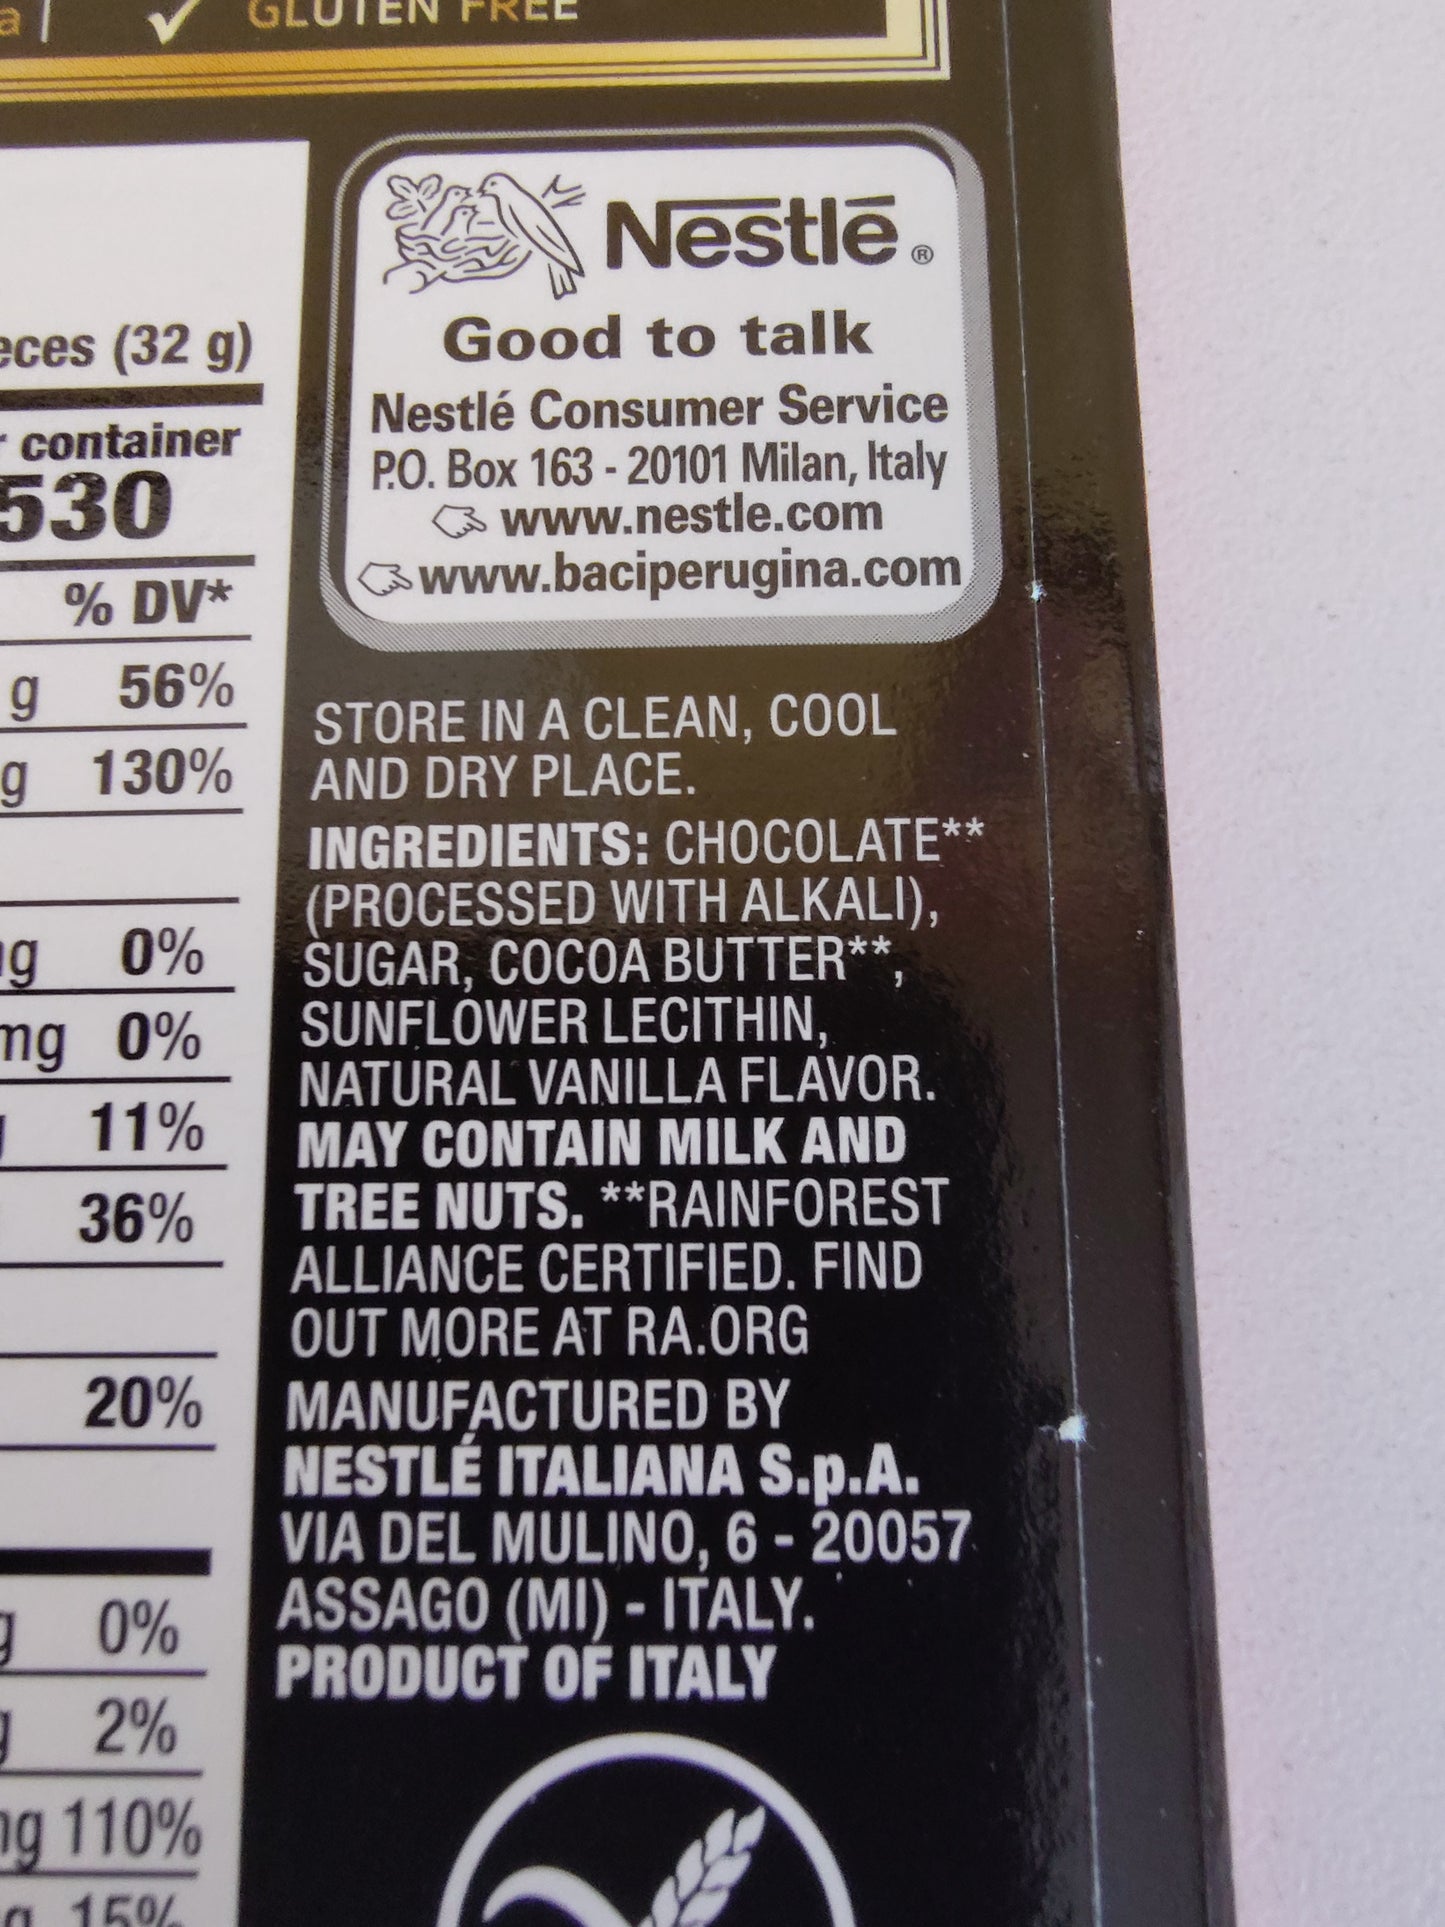 a
GLUTEN FREE
eces (32 g)
container
530
% DV*
g 56%
g 130%
g 0%
mg 0%
11%
36%
20%
g 0%
g 2%
g 110%
g 15%
Nestlé®
Good to talk
Nestlé Consumer Service
P.O. Box 163 - 20101 Milan, Italy
www.nestle.com
www.baciperugina.com
STORE IN A CLEAN, COOL
AND DRY PLACE.
INGREDIENTS: CHOCOLATE**
(PROCESSED WITH ALKALI),
SUGAR, COCOA BUTTER**,
SUNFLOWER LECITHIN,
NATURAL VANILLA FLAVOR.
MAY CONTAIN MILK AND
TREE NUTS. **RAINFOREST
ALLIANCE CERTIFIED. FIND
OUT MORE AT RA.ORG
MANUFACTURED BY
NESTLÉ ITALIANA S.p.A.
VIA DEL MULINO, 6 - 20057
ASSAGO (MI) - ITALY.
PRODUCT OF ITALY